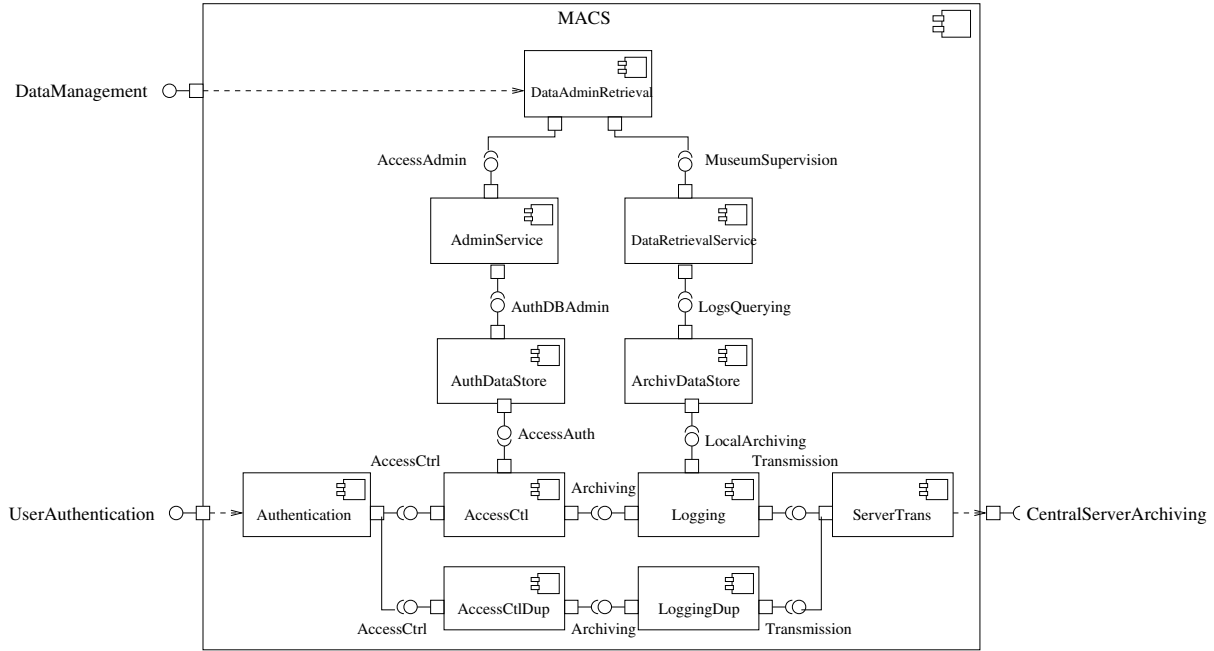 MACS
DataManagement
DataAdminRetrieval
AccessAdmin
MuseumSupervision
AdminService
DataRetrievalService
AuthDBAdmin
LogsQuerying
AuthDataStore
ArchivDataStore
AccessAuth
LocalArchiving
AccessCtrl
Transmission
Archiving
UserAuthentication
Authentication
AccessCtl
Logging
ServerTrans
CentralServerArchiving
AccessCtlDup
LoggingDup
AccessCtrl
Archiving
Transmission